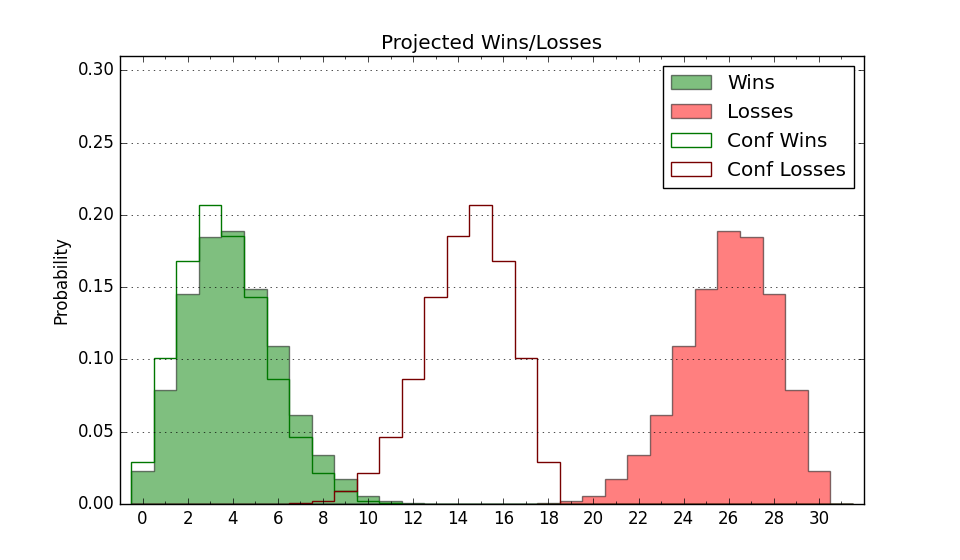 Projected Wins/Losses
0.30
0.25
0.20
0.15
0.10
0.05
0.00
Probability
Wins
Losses
Conf Wins
Conf Losses
0 2 4 6 8 10 12 14 16 18 20 22 24 26 28 30